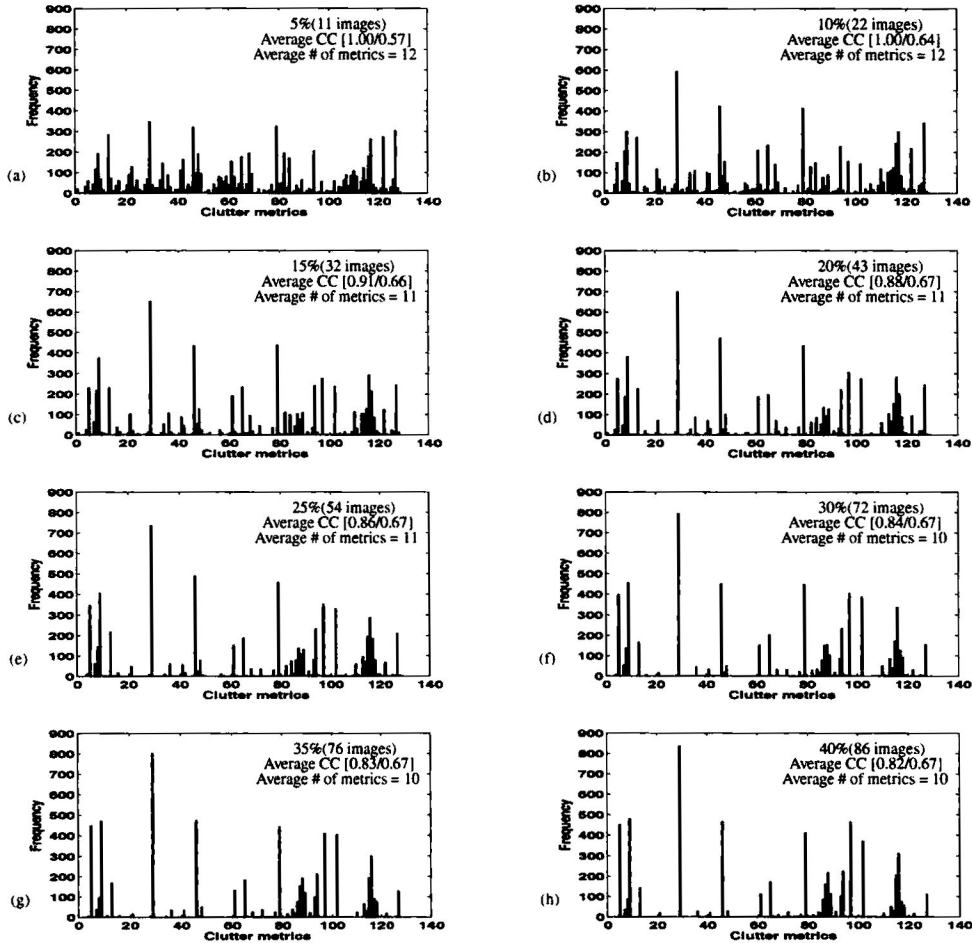 900
800
700
600
500
400
300
200
100
0
Frequency
5%(11 images)
Average CC [1.00/0.57]
Average # of metrics = 12
(a)
0 20 40 60 80 100 120 140
Clutter metrics
900
800
700
600
500
400
300
200
100
0
Frequency
10%(22 images)
Average CC [1.00/0.64]
Average # of metrics = 12
(b)
0 20 40 60 80 100 120 140
Clutter metrics
900
800
700
600
500
400
300
200
100
0
Frequency
15%(32 images)
Average CC [0.91/0.66]
Average # of metrics = 11
(c)
0 20 40 60 80 100 120 140
Clutter metrics
900
800
700
600
500
400
300
200
100
0
Frequency
20%(43 images)
Average CC [0.88/0.67]
Average # of metrics = 11
(d)
0 20 40 60 80 100 120 140
Clutter metrics
900
800
700
600
500
400
300
200
100
0
Frequency
25%(54 images)
Average CC [0.86/0.67]
Average # of metrics = 11
(e)
0 20 40 60 80 100 120 140
Clutter metrics
900
800
700
600
500
400
300
200
100
0
Frequency
30%(72 images)
Average CC [0.84/0.67]
Average # of metrics = 10
(f)
0 20 40 60 80 100 120 140
Clutter metrics
900
800
700
600
500
400
300
200
100
0
Frequency
35%(76 images)
Average CC [0.83/0.67]
Average # of metrics = 10
(g)
0 20 40 60 80 100 120 140
Clutter metrics
900
800
700
600
500
400
300
200
100
0
Frequency
40%(86 images)
Average CC [0.82/0.67]
Average # of metrics = 10
(h)
0 20 40 60 80 100 120 140
Clutter metrics